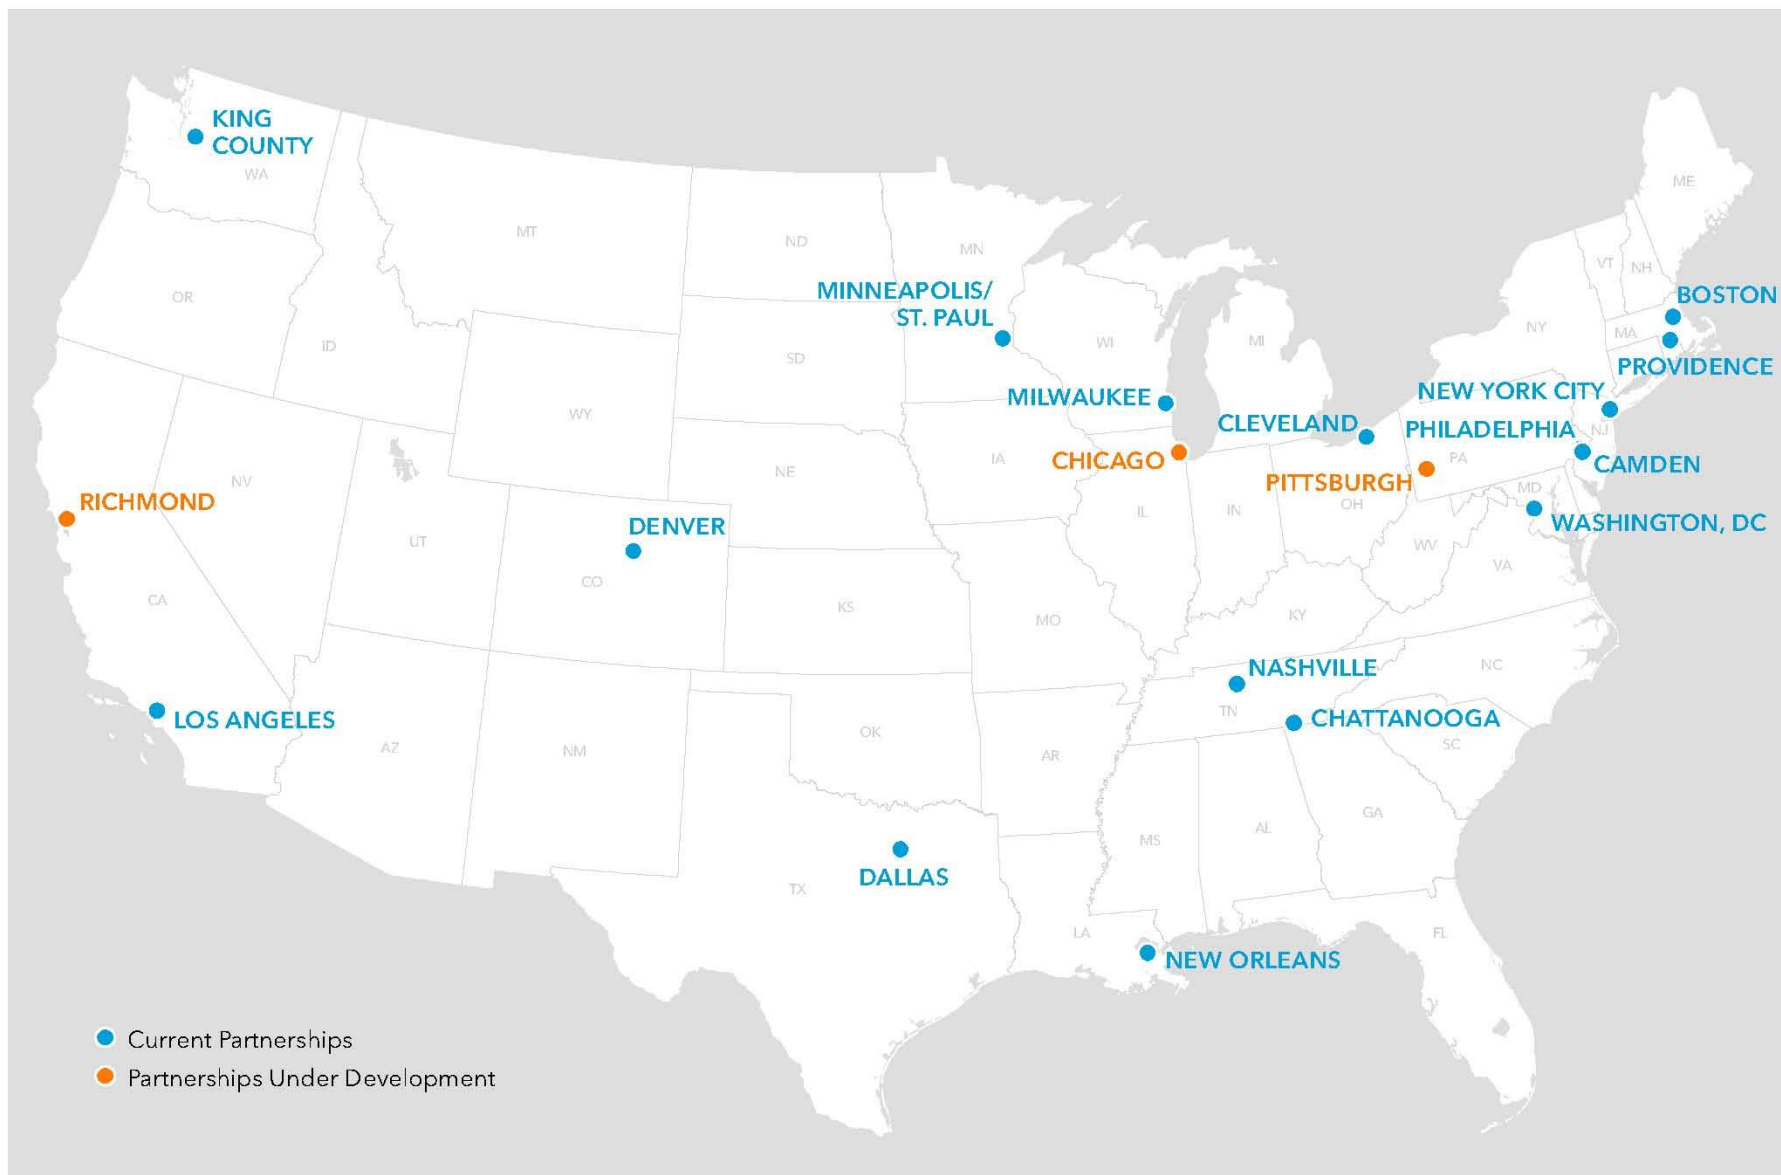 KING
COUNTY
WA
ME
MT
ND
MN
VT
NH
OR
MINNEAPOLIS/
ST. PAUL
BOSTON
ID
SD
WI
MI
NY
MA
PROVIDENCE
WY
MILWAUKEE
NEW YORK CITY
CLEVELAND
PHILADELPHIA
NJ
CHICAGO
IA
PA
CAMDEN
NE
NV
PITTSBURGH
MD
RICHMOND
IL
IN
OH
DENVER
WASHINGTON, DC
UT
CO
WV
VA
CA
KS
MO
KY
NASHVILLE
NC
LOS ANGELES
TN
CHATTANOOGA
AZ
NM
OK
AR
SC
GA
MS
AL
DALLAS
TX
LA
FL
NEW ORLEANS
Current Partnerships
Partnerships Under Development